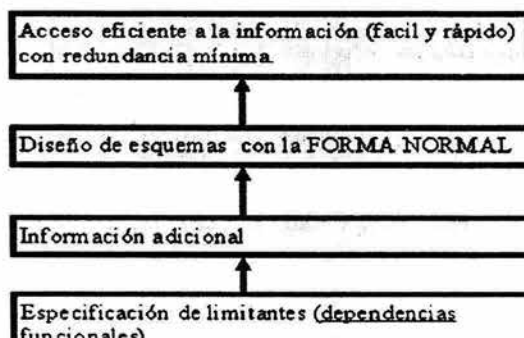 Acceso eficiente a la información (facil y rápido)
con redundancia mínima
Diseño de esquemas con la FORMA NORMAL
Información adicional
Especificación de limitantes (dependencias
funcionales)